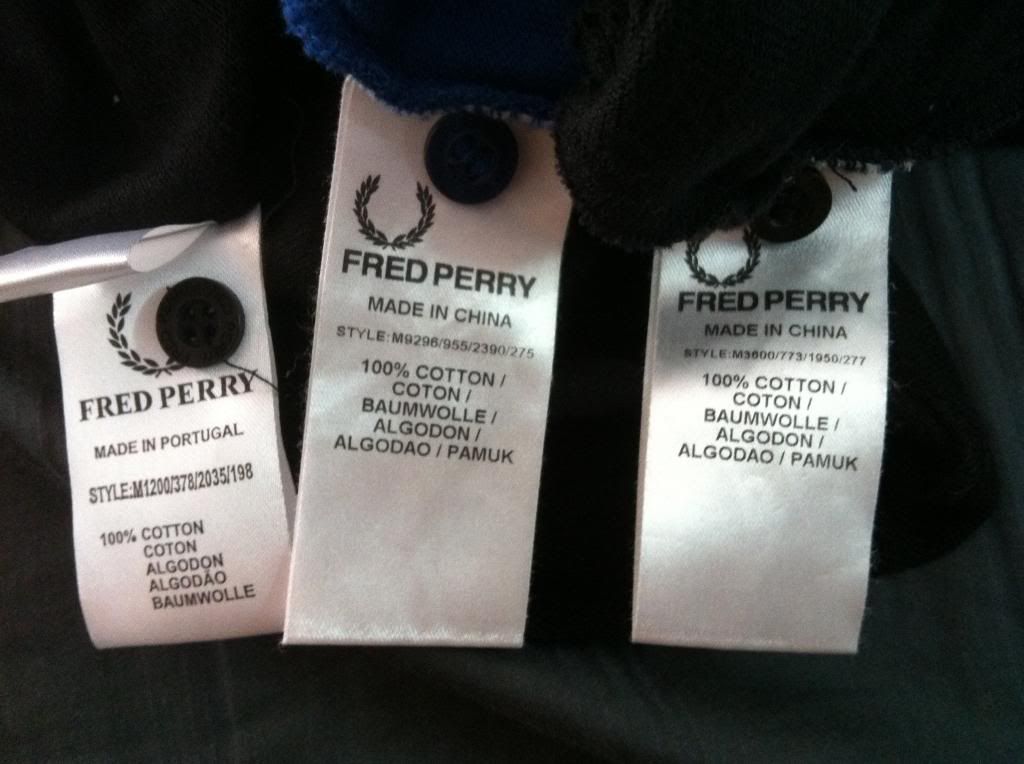 FRED PERRY
MADE IN PORTUGAL
STYLE:M1200/378/2035/198
100% COTTON
COTON
ALGODON
ALGODÃO
BAUMWOLLE
FRED PERRY
MADE IN CHINA
STYLE:M9296/955/2390/275
100% COTTON /
COTON /
BAUMWOLLE /
ALGODON /
ALGODAO / PAMUK
FRED PERRY
MADE IN CHINA
STYLE:M3600/773/1950/277
100% COTTON /
COTON /
BAUMWOLLE /
ALGODON /
ALGODAO / PAMUK